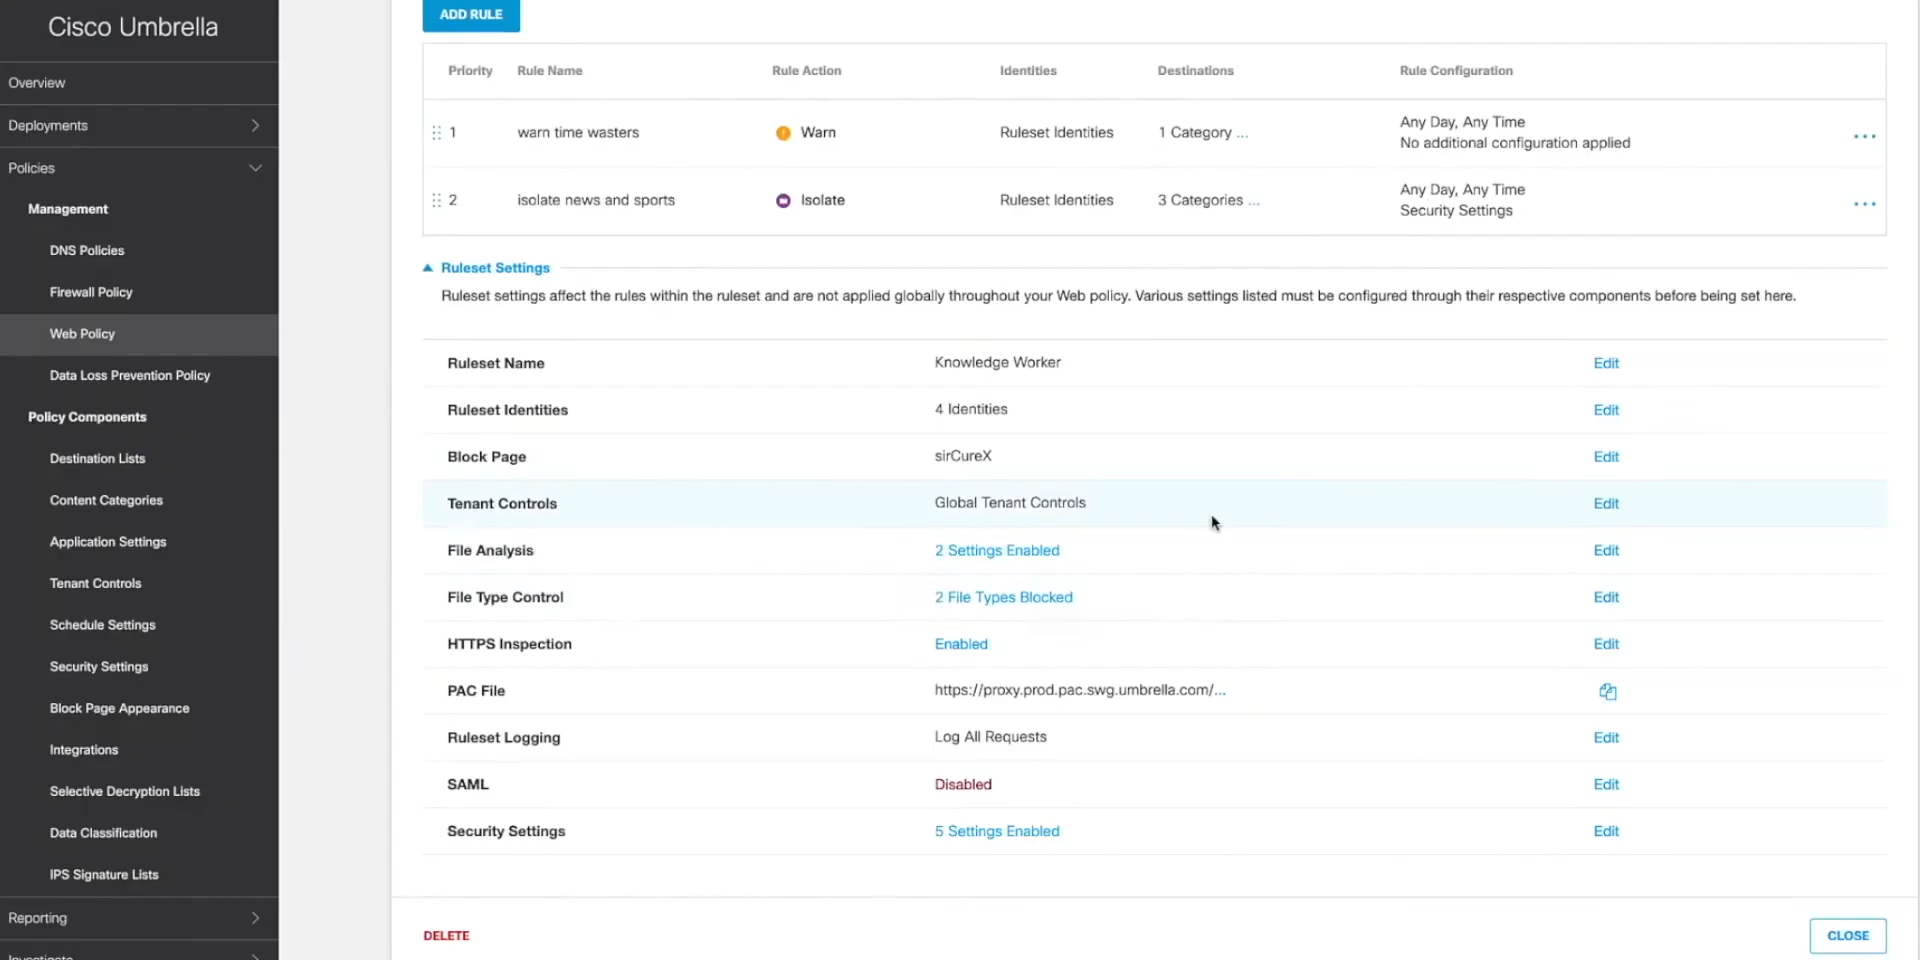 Cisco Umbrella
Overview
Deployments
Policies
Management
DNS Policies
Firewall Policy
Web Policy
Data Loss Prevention Policy
Policy Components
Destination Lists
Content Categories
Application Settings
Tenant Controls
Schedule Settings
Security Settings
Block Page Appearance
Integrations
Selective Decryption Lists
Data Classification
IPS Signature Lists
Reporting
Investigate
ADD RULE
Priority Rule Name Rule Action Identities Destinations Rule Configuration
1 warn time wasters Warn Ruleset Identities 1 Category ... Any Day, Any Time
No additional configuration applied
2 isolate news and sports Isolate Ruleset Identities 3 Categories ... Any Day, Any Time
Security Settings
Ruleset Settings
Ruleset settings affect the rules within the ruleset and are not applied globally throughout your Web policy. Various settings listed must be configured through their respective components before being set here.
Ruleset Name Knowledge Worker Edit
Ruleset Identities 4 Identities Edit
Block Page sirCureX Edit
Tenant Controls Global Tenant Controls Edit
File Analysis 2 Settings Enabled Edit
File Type Control 2 File Types Blocked Edit
HTTPS Inspection Enabled Edit
PAC File https://proxy.prod.pac.swg.umbrella.com/...
Ruleset Logging Log All Requests Edit
SAML Disabled Edit
Security Settings 5 Settings Enabled Edit
DELETE CLOSE